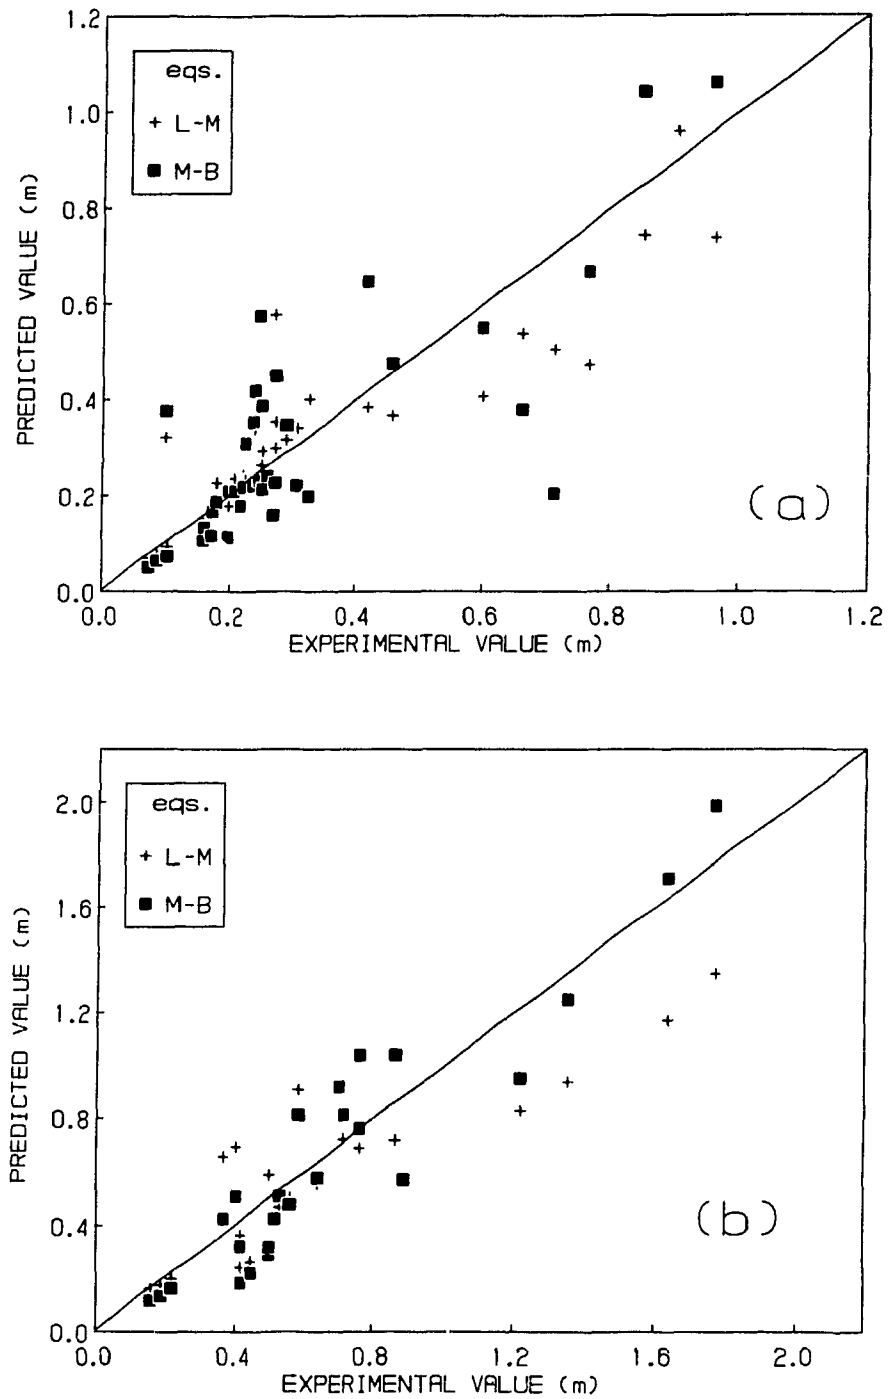 1.2
1.0
0.8
0.6
0.4
0.2
0.0
PREDICTED VALUE (m)
eqs.
+ L-M
■ M-B
(a)
0.0 0.2 0.4 0.6 0.8 1.0 1.2
EXPERIMENTAL VALUE (m)
2.0
1.6
1.2
0.8
0.4
0.0
PREDICTED VALUE (m)
eqs.
+ L-M
■ M-B
(b)
0.0 0.4 0.8 1.2 1.6 2.0
EXPERIMENTAL VALUE (m)